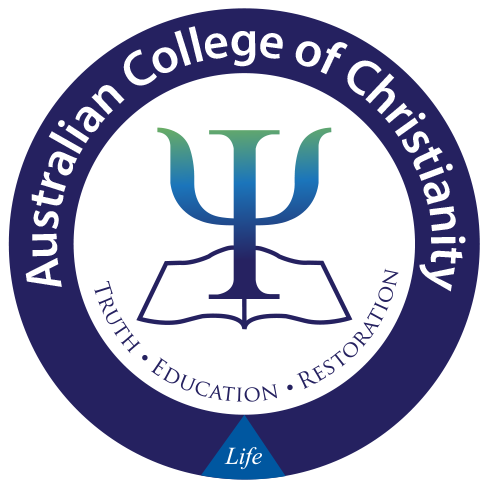 Australian College of Christianity
Ψ
TRUTH • EDUCATION • RESTORATION
Life